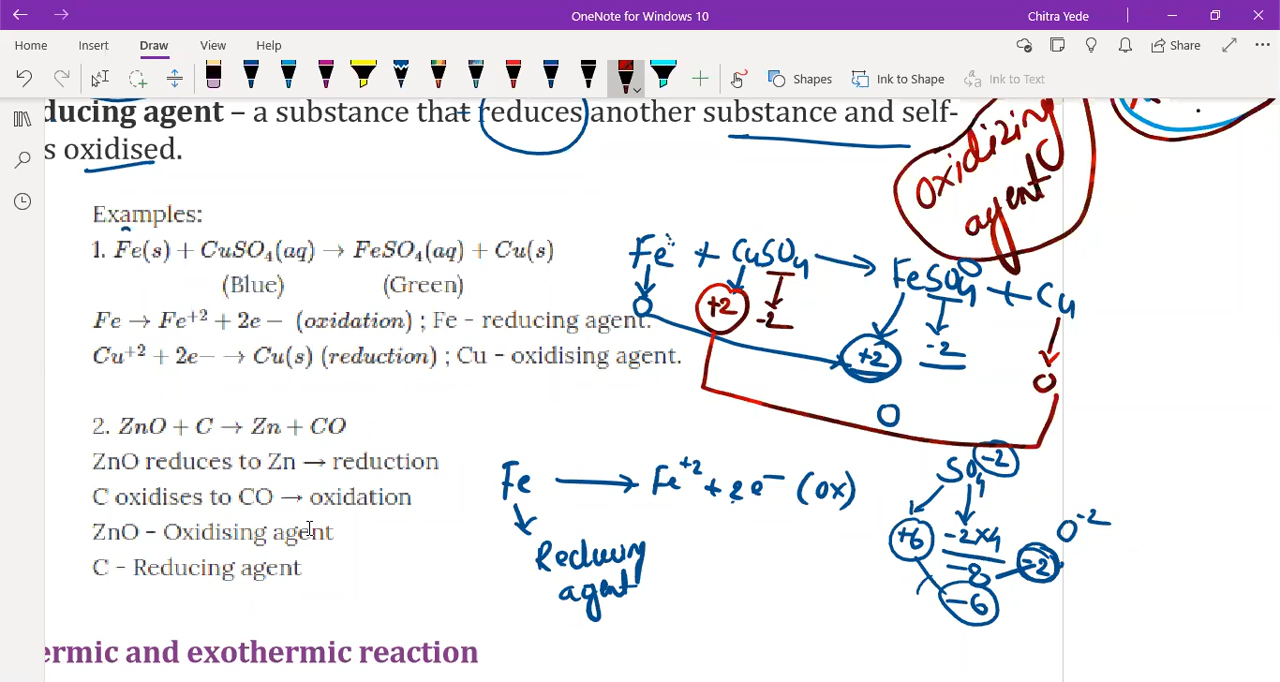 OneNote for Windows 10
Chitra Yede
Home Insert Draw View Help
Share
Shapes
Ink to Shape
Ink to Text
ducing agent – a substance that reduces another substance and self-
s oxidised.
oxidizing
agent
Examples:
1. Fe(s) + CuSO₄(aq) → FeSO₄(aq) + Cu(s)
(Blue) (Green)
Fe → Fe⁺² + 2e − (oxidation) ; Fe - reducing agent.
Cu⁺² + 2e− → Cu(s) (reduction) ; Cu - oxidising agent.
Fe + CuSO₄ → FeSO₄ + Cu
0 +2 -2
+2 -2 0
0
2. ZnO + C → Zn + CO
ZnO reduces to Zn → reduction
C oxidises to CO → oxidation
ZnO - Oxidising agent
C - Reducing agent
Fe → Fe⁺² + 2e⁻ (ox)
Reducing
agent
SO₄ -2
+6 -2x4 O⁻²
-8 -2
-6
ermic and exothermic reaction